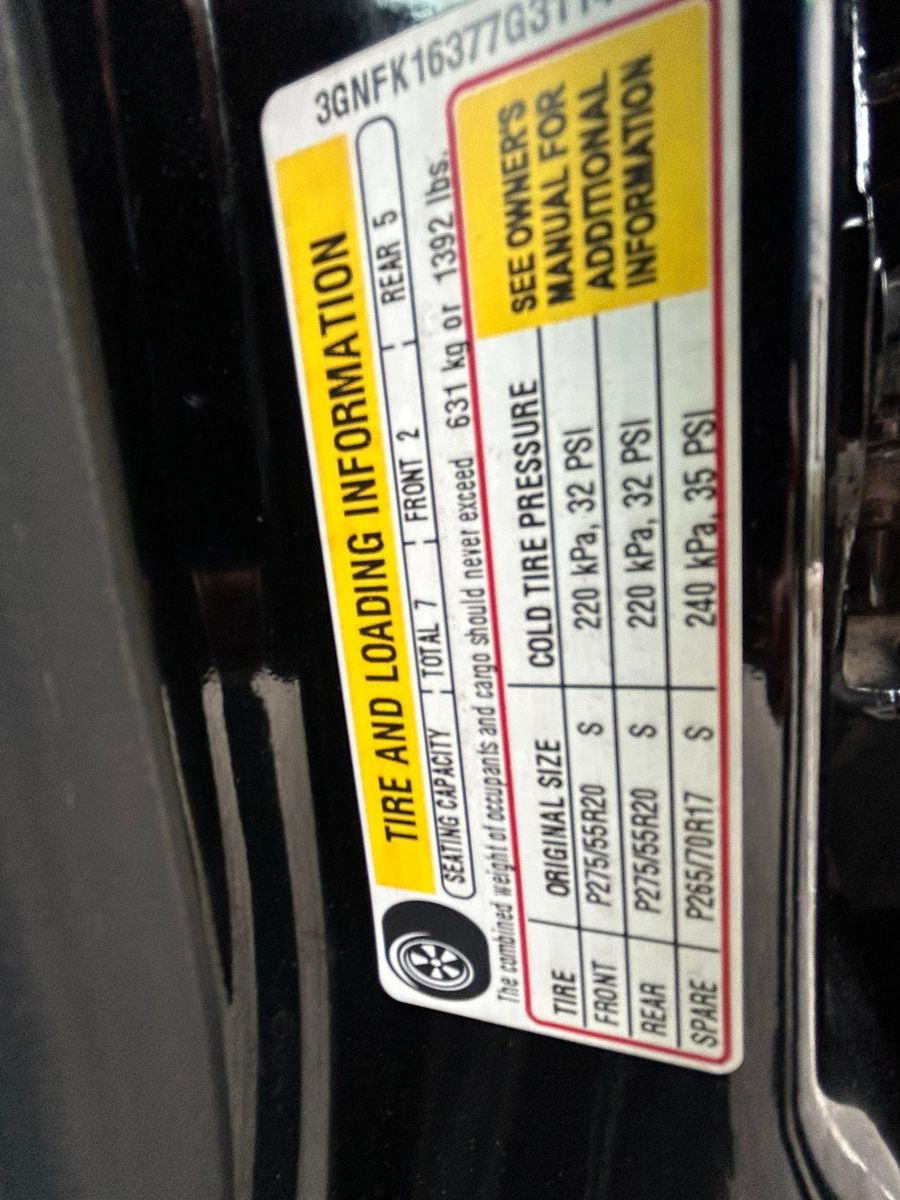 3GNFK16377G311
TIRE AND LOADING INFORMATION
SEATING CAPACITY TOTAL 7 FRONT 2 REAR 5
The combined weight of occupants and cargo should never exceed 631 kg or 1392 lbs.
TIRE ORIGINAL SIZE COLD TIRE PRESSURE
FRONT P275/55R20 S 220 kPa, 32 PSI
REAR P275/55R20 S 220 kPa, 32 PSI
SPARE P265/70R17 S 240 kPa, 35 PSI
SEE OWNER'S
MANUAL FOR
ADDITIONAL
INFORMATION